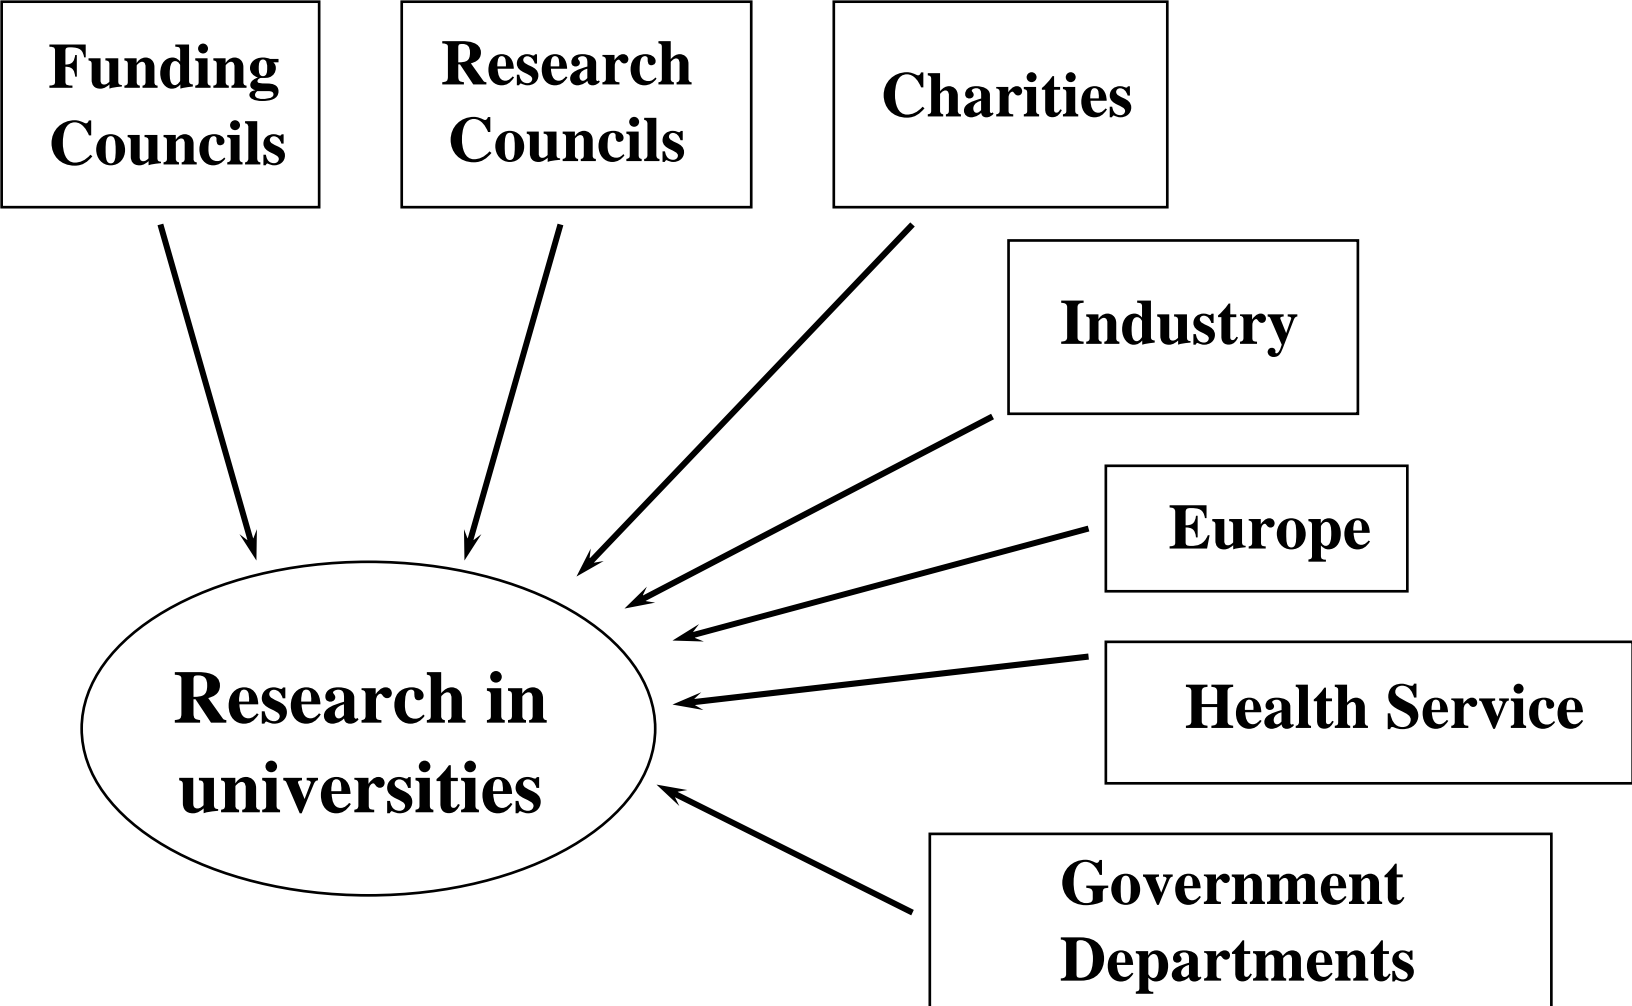 Funding
Councils
Research
Councils
Charities
Industry
Europe
Health Service
Research in
universities
Government
Departments